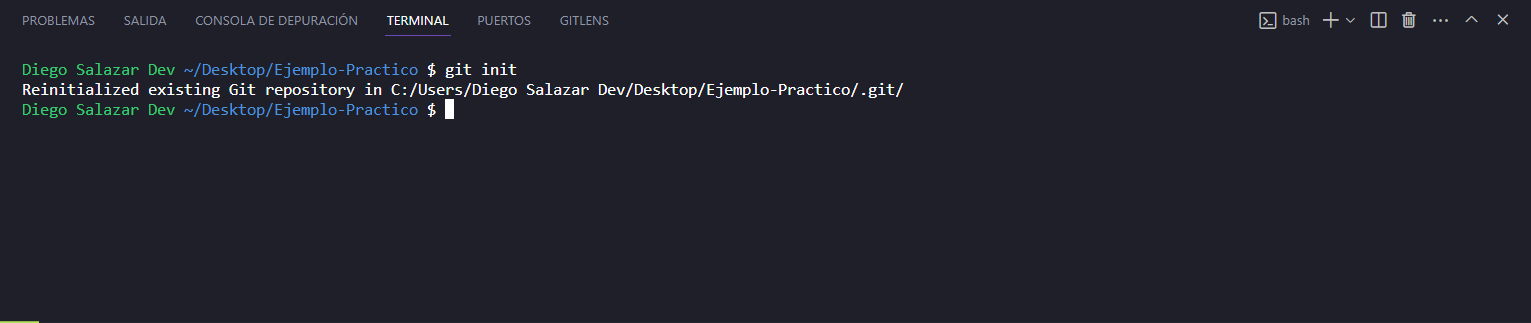 PROBLEMAS SALIDA CONSOLA DE DEPURACIÓN TERMINAL PUERTOS GITLENS bash
Diego Salazar Dev ~/Desktop/Ejemplo-Practico $ git init
Reinitialized existing Git repository in C:/Users/Diego Salazar Dev/Desktop/Ejemplo-Practico/.git/
Diego Salazar Dev ~/Desktop/Ejemplo-Practico $